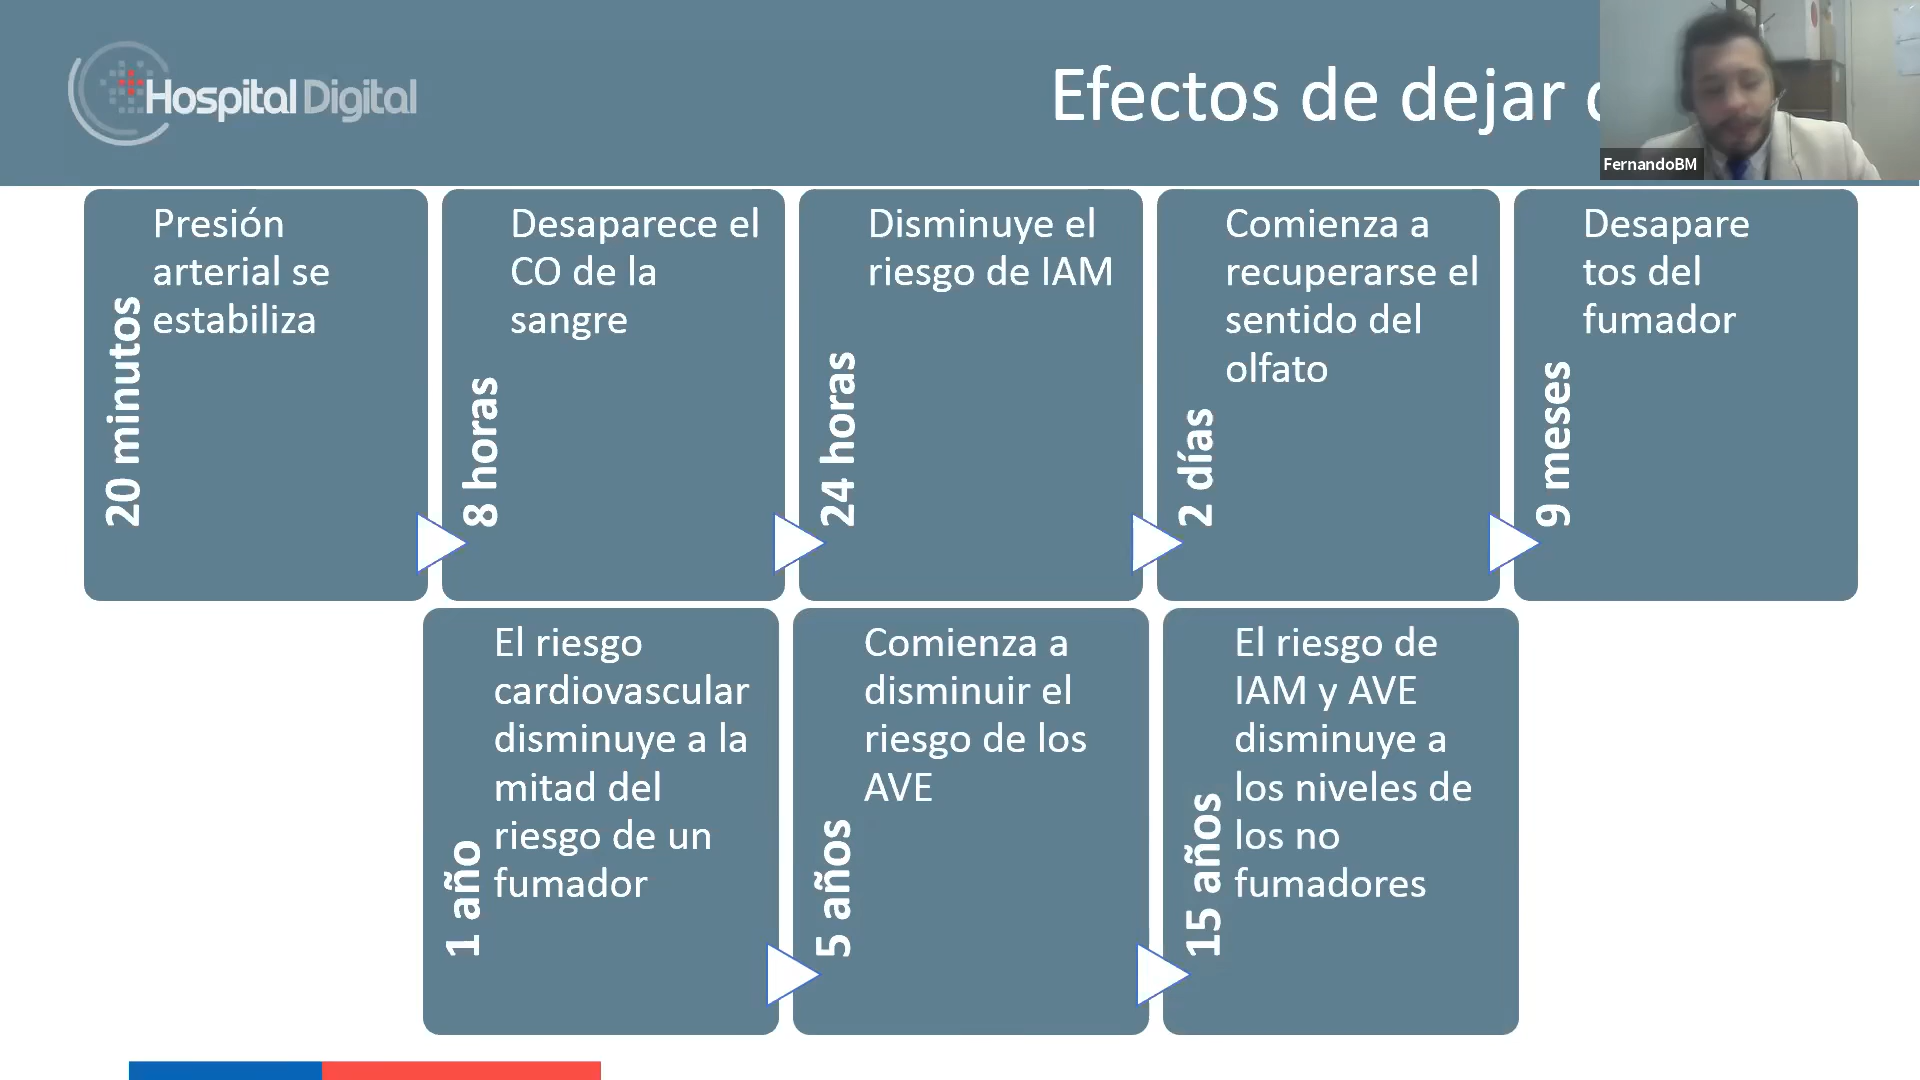 Hospital Digital
Efectos de dejar
FernandoBM
20 minutos
Presión
arterial se
estabiliza
8 horas
Desaparece el
CO de la
sangre
24 horas
Disminuye el
riesgo de IAM
2 días
Comienza a
recuperarse el
sentido del
olfato
9 meses
Desapare
tos del
fumador
1 año
El riesgo
cardiovascular
disminuye a la
mitad del
riesgo de un
fumador
5 años
Comienza a
disminuir el
riesgo de los
AVE
15 años
El riesgo de
IAM y AVE
disminuye a
los niveles de
los no
fumadores